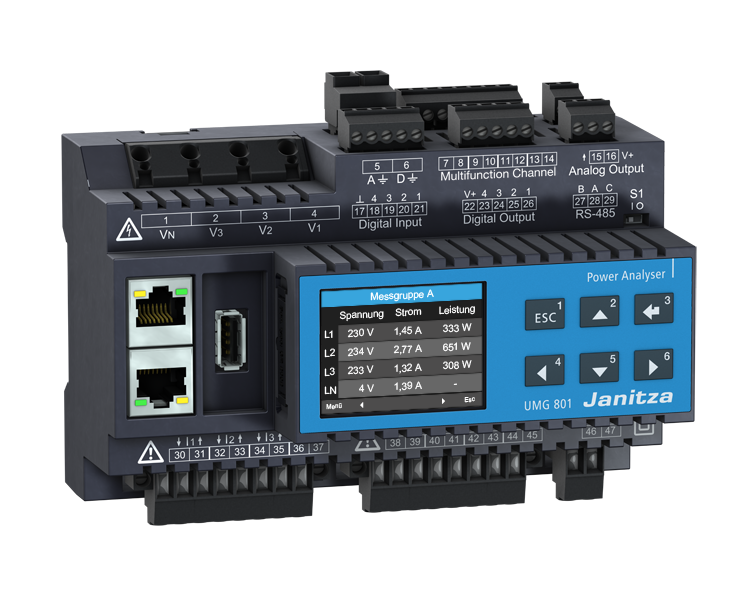 5 6
A D
7 8 9 10 11 12 13 14
Multifunction Channel
15 16 V+
Analog Output
1 2 3 4
VN V3 V2 V1
⊥ 4 3 2 1
17 18 19 20 21
Digital Input
V+ 4 3 2 1
22 23 24 25 26
Digital Output
B A C
27 28 29
RS-485
S1
I O
Power Analyser
Messgruppe A
Spannung Strom Leistung
L1 230 V 1,45 A 333 W
L2 234 V 2,77 A 651 W
L3 233 V 1,32 A 308 W
LN 4 V 1,39 A -
Menü Esc
ESC 1
2
3
4
5
6
UMG 801 Janitza
I1 I2 I3
30 31 32 33 34 35 36 37
38 39 40 41 42 43 44 45
46 47